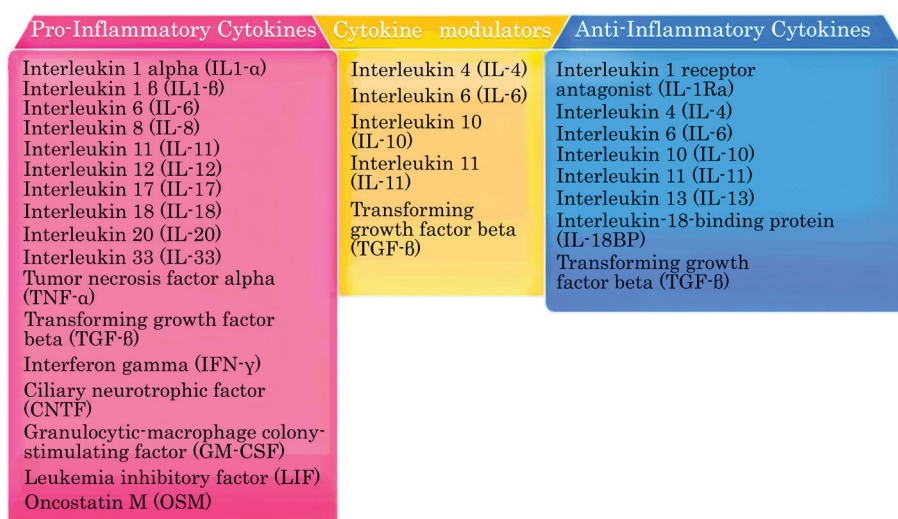 Pro-Inflammatory Cytokines
Interleukin 1 alpha (IL1-α)
Interleukin 1 ß (IL1-ß)
Interleukin 6 (IL-6)
Interleukin 8 (IL-8)
Interleukin 11 (IL-11)
Interleukin 12 (IL-12)
Interleukin 17 (IL-17)
Interleukin 18 (IL-18)
Interleukin 20 (IL-20)
Interleukin 33 (IL-33)
Tumor necrosis factor alpha
(TNF-α)
Transforming growth factor
beta (TGF-ß)
Interferon gamma (IFN-γ)
Ciliary neurotrophic factor
(CNTF)
Granulocytic-macrophage colony-
stimulating factor (GM-CSF)
Leukemia inhibitory factor (LIF)
Oncostatin M (OSM)
Cytokine modulators
Interleukin 4 (IL-4)
Interleukin 6 (IL-6)
Interleukin 10
(IL-10)
Interleukin 11
(IL-11)
Transforming
growth factor beta
(TGF-ß)
Anti-Inflammatory Cytokines
Interleukin 1 receptor
antagonist (IL-1Ra)
Interleukin 4 (IL-4)
Interleukin 6 (IL-6)
Interleukin 10 (IL-10)
Interleukin 11 (IL-11)
Interleukin 13 (IL-13)
Interleukin-18-binding protein
(IL-18BP)
Transforming growth
factor beta (TGF-ß)